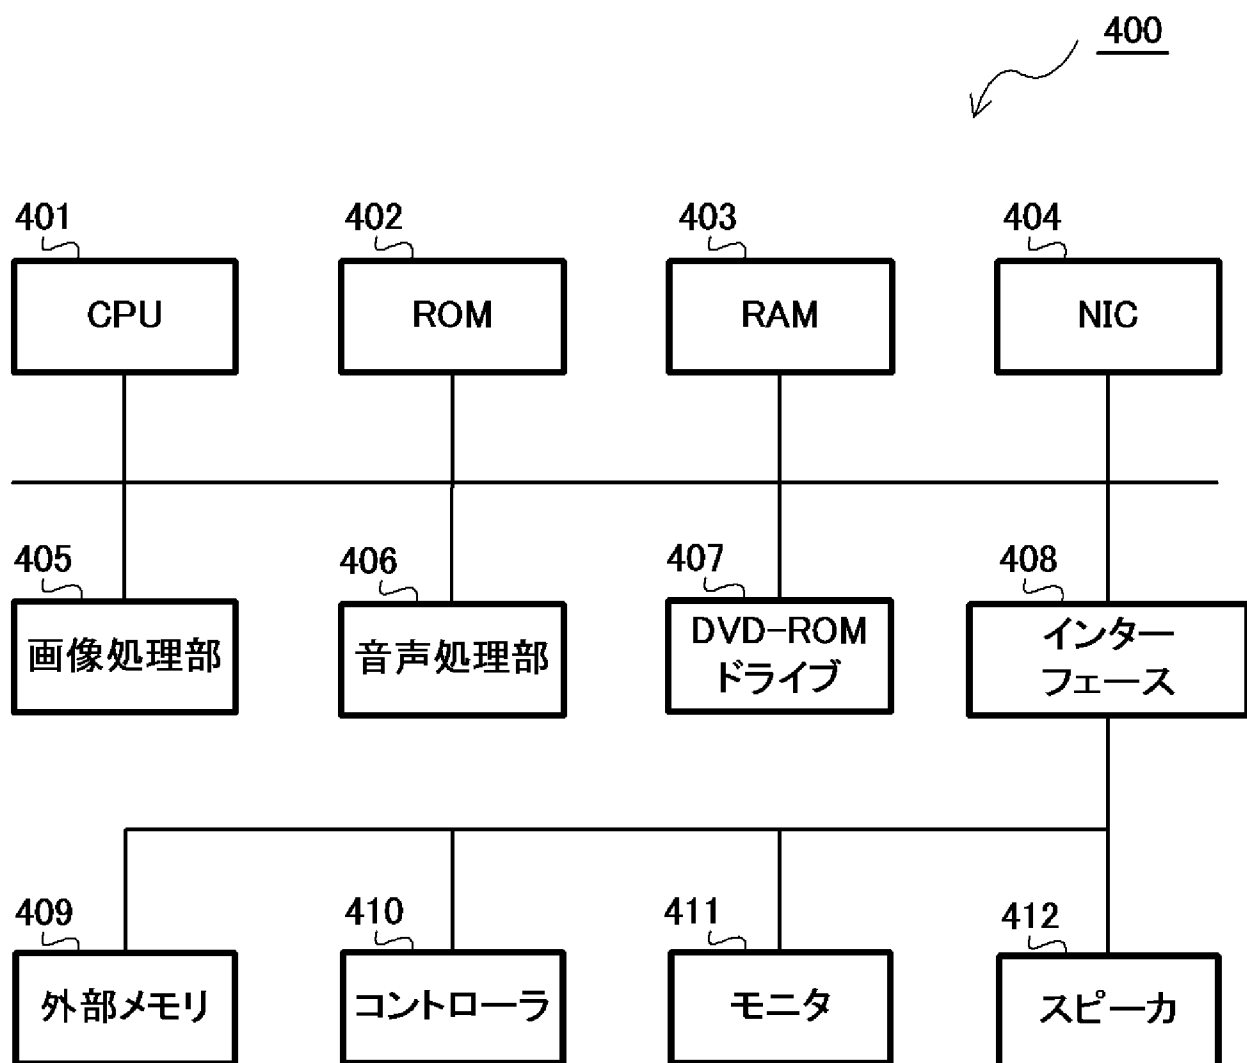 400
401
402
403
404
CPU
ROM
RAM
NIC
405
406
407
408
画像処理部
音声処理部
DVD-ROM
ドライブ
インター
フェース
409
410
411
412
外部メモリ
コントローラ
モニタ
スピーカ